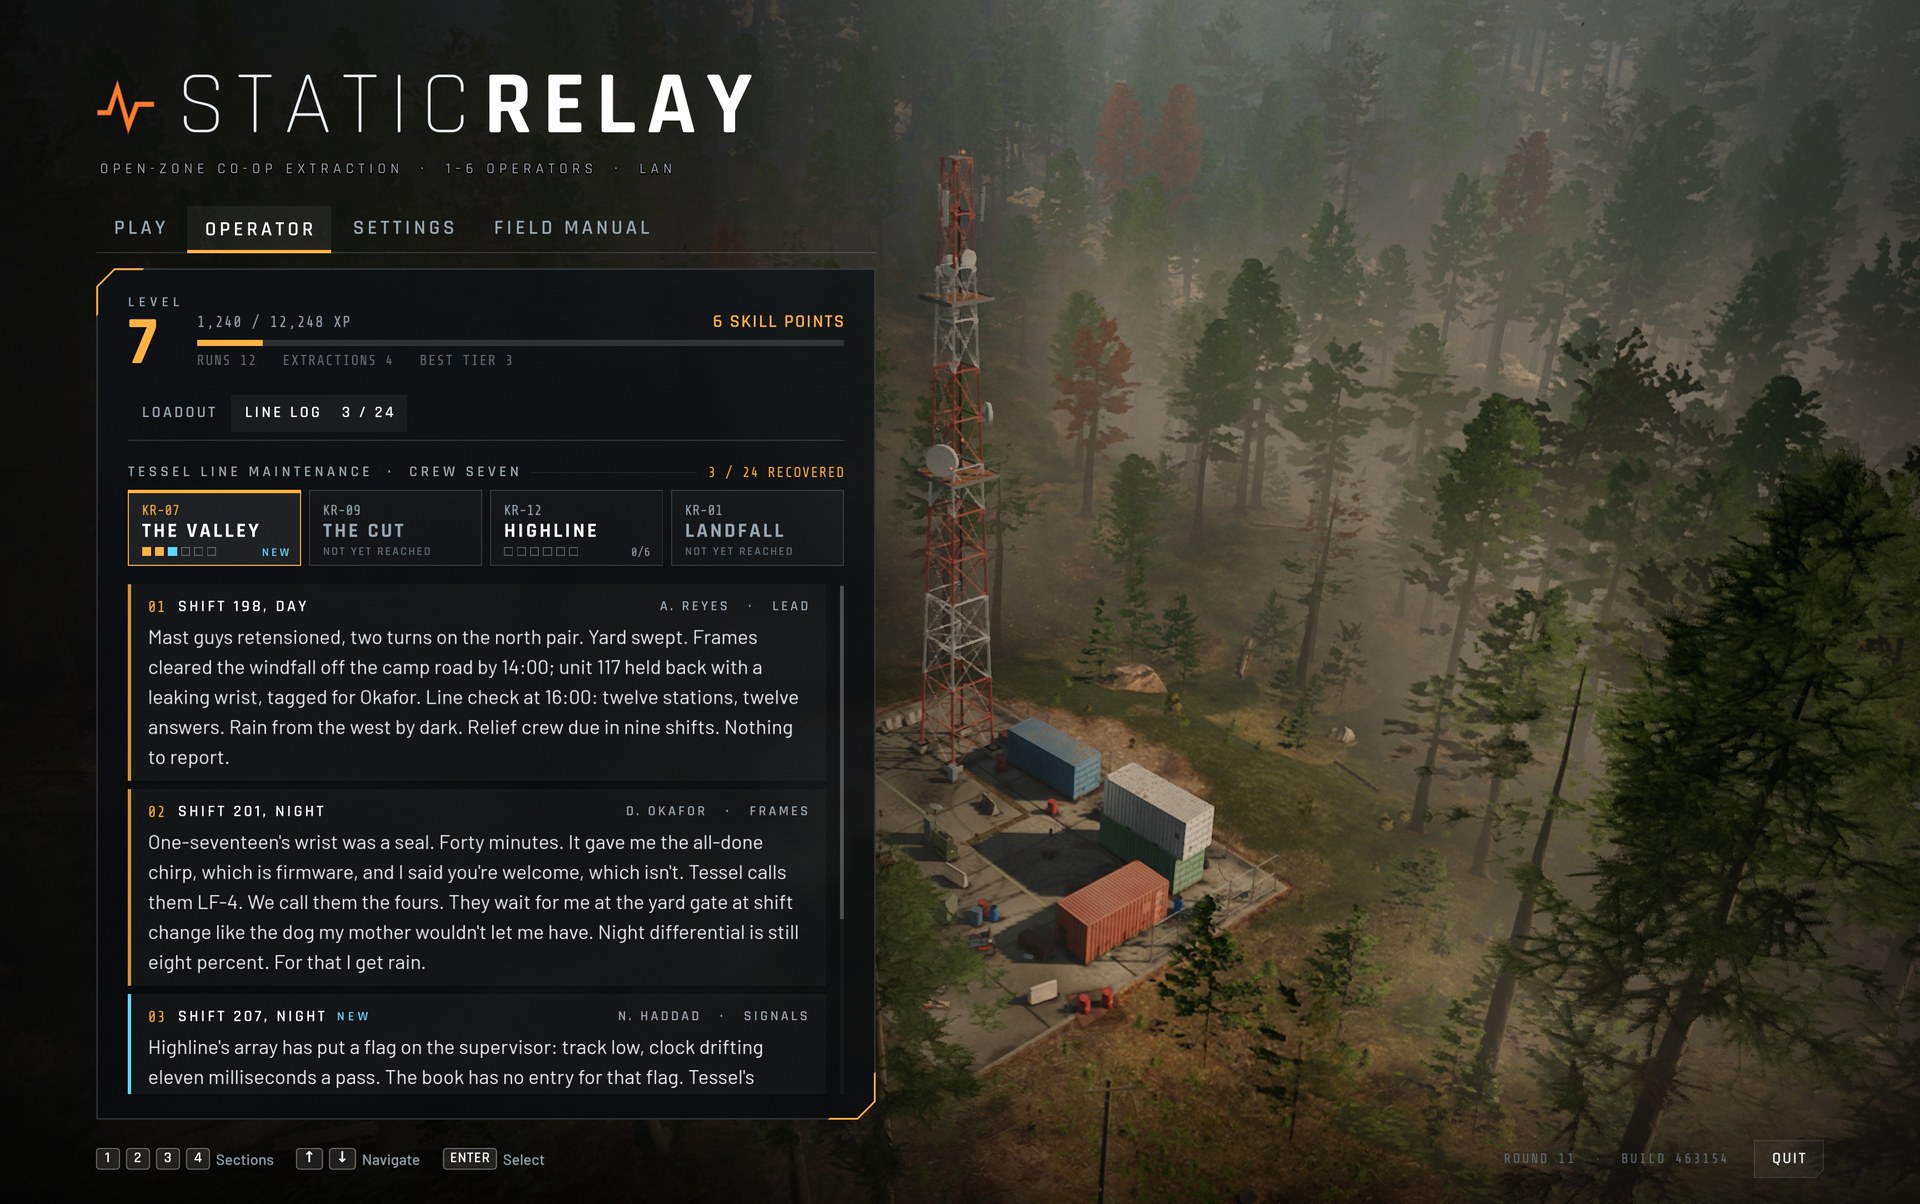 STATICRELAY
OPEN-ZONE CO-OP EXTRACTION · 1-6 OPERATORS · LAN
PLAY OPERATOR SETTINGS FIELD MANUAL
LEVEL
7
1,240 / 12,248 XP
6 SKILL POINTS
RUNS 12 EXTRACTIONS 4 BEST TIER 3
LOADOUT LINE LOG 3 / 24
TESSEL LINE MAINTENANCE · CREW SEVEN
3 / 24 RECOVERED
KR-07
THE VALLEY
NEW
KR-09
THE CUT
NOT YET REACHED
KR-12
HIGHLINE
0/6
KR-01
LANDFALL
NOT YET REACHED
01 SHIFT 198, DAY
A. REYES · LEAD
Mast guys retensioned, two turns on the north pair. Yard swept. Frames
cleared the windfall off the camp road by 14:00; unit 117 held back with a
leaking wrist, tagged for Okafor. Line check at 16:00: twelve stations, twelve
answers. Rain from the west by dark. Relief crew due in nine shifts. Nothing
to report.
02 SHIFT 201, NIGHT
D. OKAFOR · FRAMES
One-seventeen's wrist was a seal. Forty minutes. It gave me the all-done
chirp, which is firmware, and I said you're welcome, which isn't. Tessel calls
them LF-4. We call them the fours. They wait for me at the yard gate at shift
change like the dog my mother wouldn't let me have. Night differential is still
eight percent. For that I get rain.
03 SHIFT 207, NIGHT NEW
N. HADDAD · SIGNALS
Highline's array has put a flag on the supervisor: track low, clock drifting
eleven milliseconds a pass. The book has no entry for that flag. Tessel's
1 2 3 4 Sections ↑ ↓ Navigate ENTER Select
ROUND 11 · BUILD 463154
QUIT